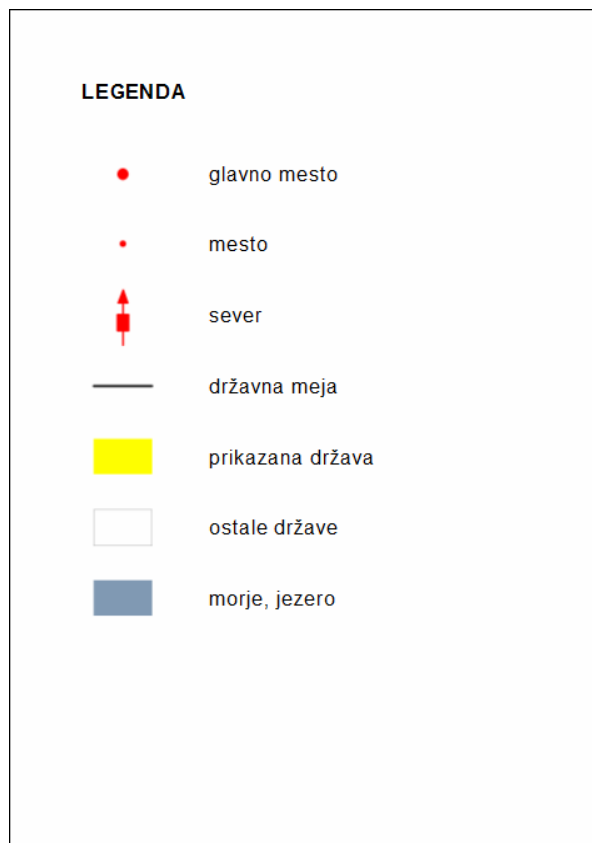 LEGENDA
glavno mesto
mesto
sever
državna meja
prikazana država
ostale države
morje, jezero